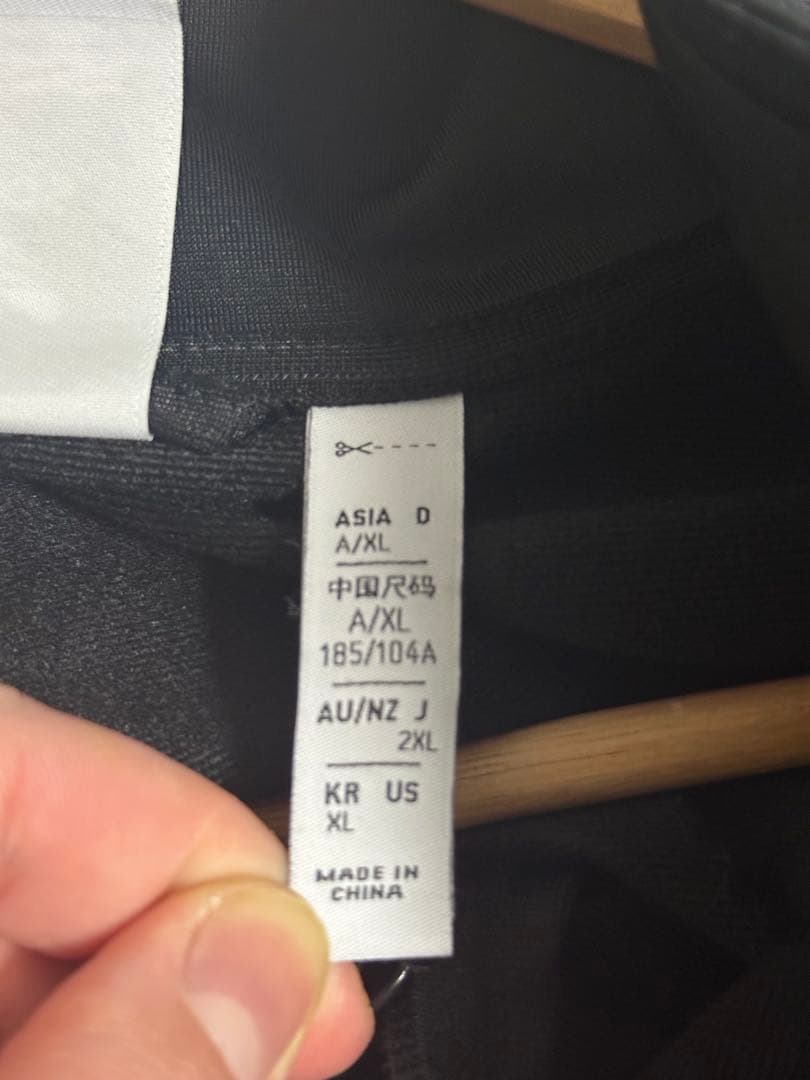 ASIA D
A/XL
中国尺码
A/XL
185/104A
AU/NZ J
2XL
KR US
XL
MADE IN
CHINA